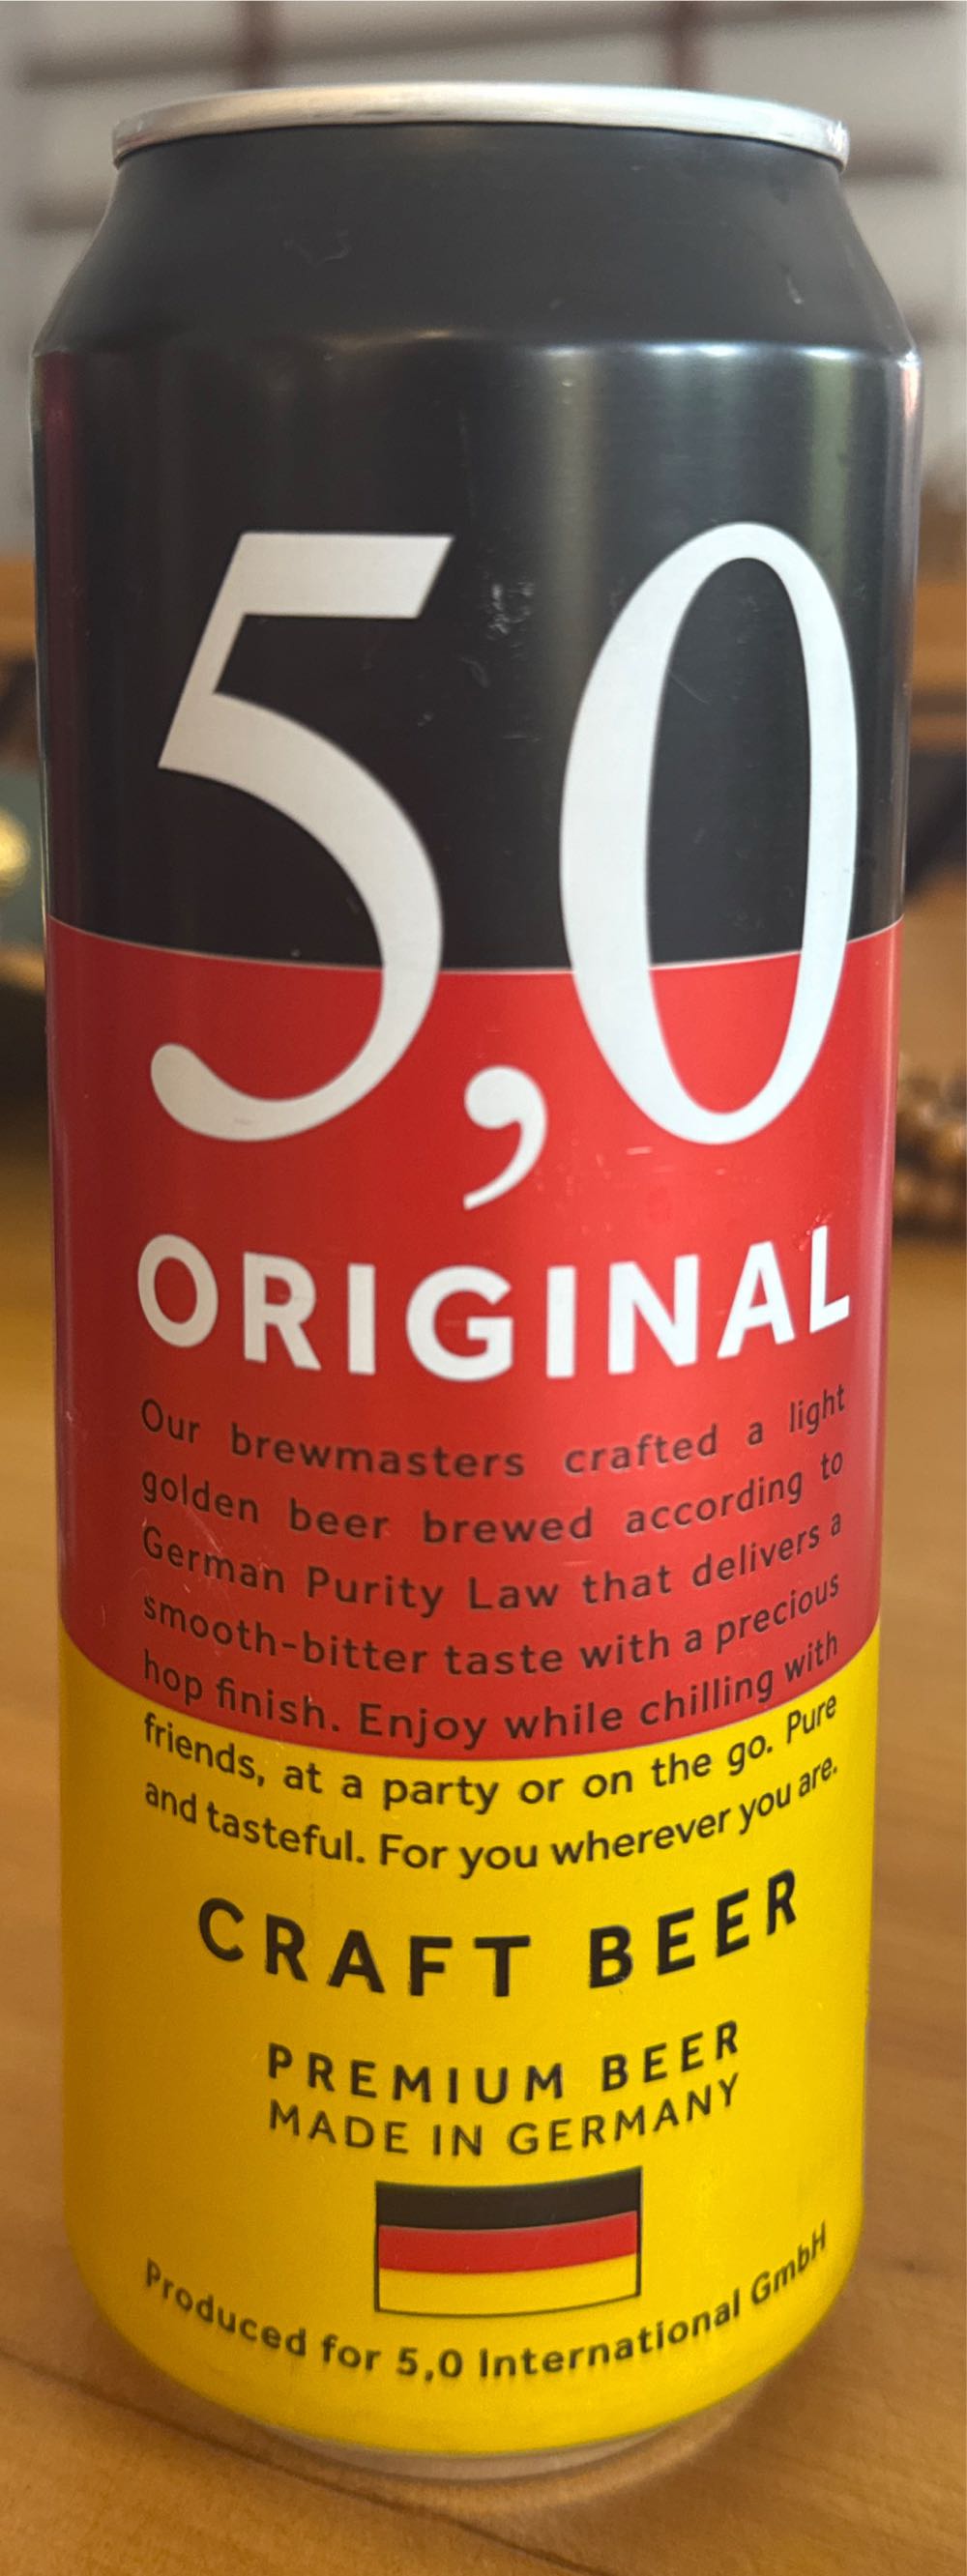 5,0
ORIGINAL
Our brewmasters crafted a light
golden beer brewed according to
German Purity Law that delivers a
smooth-bitter taste with a precious
hop finish. Enjoy while chilling with
friends, at a party or on the go. Pure
and tasteful. For you wherever you are.
CRAFT BEER
PREMIUM BEER
MADE IN GERMANY
Produced for 5,0 International GmbH